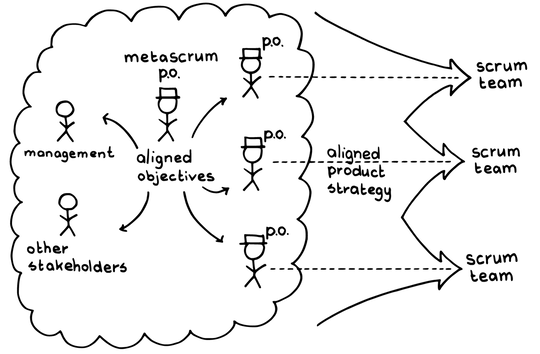 metascrum
p.o.
p.o.
management
aligned
objectives
p.o.
other
stakeholders
p.o.
aligned
product
strategy
scrum
team
scrum
team
scrum
team